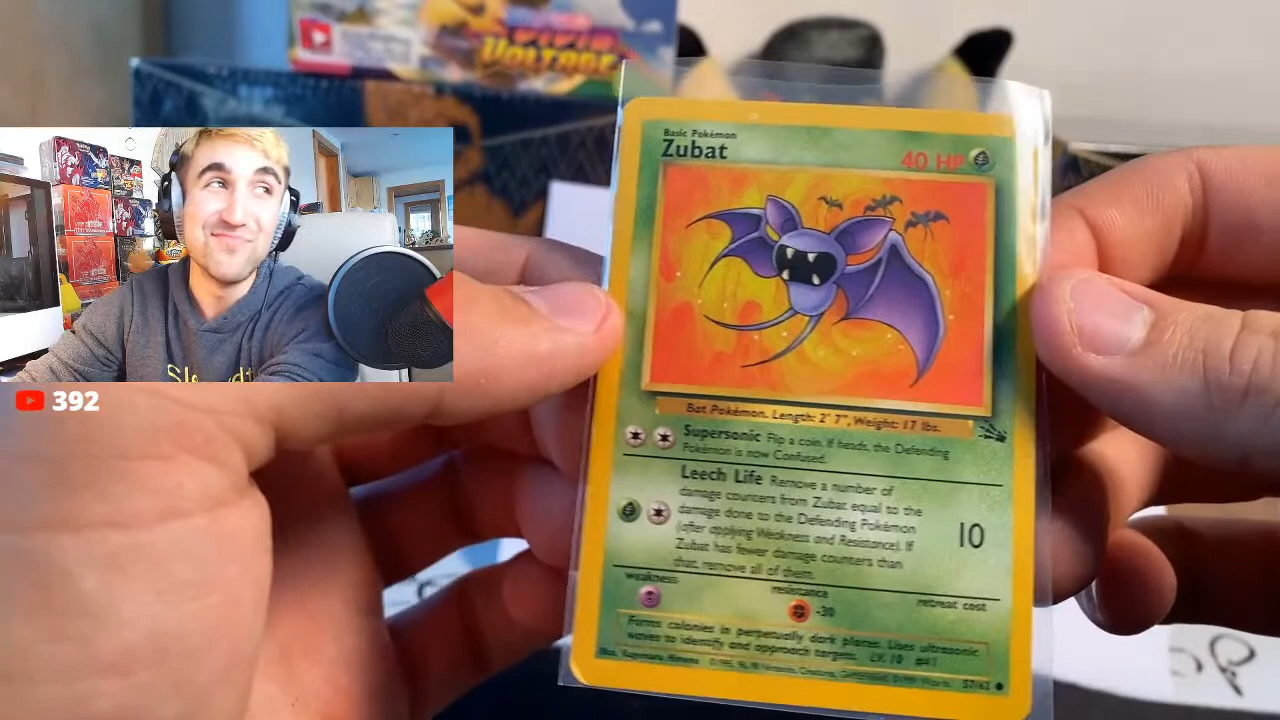 VOLTAGE
392
Basic Pokémon
Zubat
40 HP
Bat Pokémon. Length: 2' 7", Weight: 17 lbs.
Supersonic Flip a coin. If heads, the Defending
Pokémon is now Confused.
Leech Life Remove a number of
damage counters from Zubat equal to the
damage done to the Defending Pokémon
(after applying Weakness and Resistance). If
Zubat has fewer damage counters than
that, remove all of them.
10
weakness
resistance
retreat cost
-30
Forms colonies in perpetually dark places. Uses ultrasonic
waves to identify and approach targets. LV. 10 #41
57/62